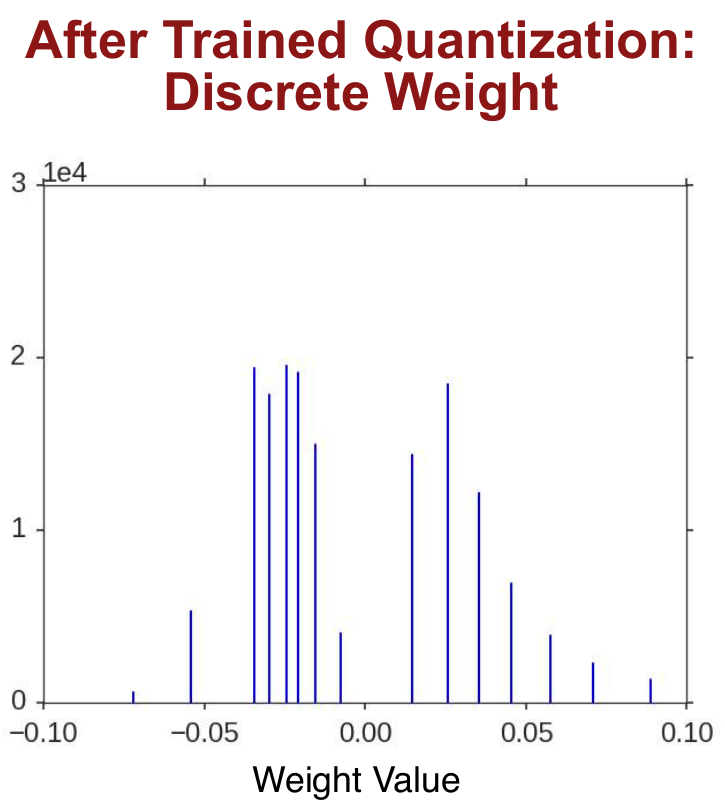 After Trained Quantization:
Discrete Weight
1e4
3
2
1
0
−0.10 −0.05 0.00 0.05 0.10
Weight Value